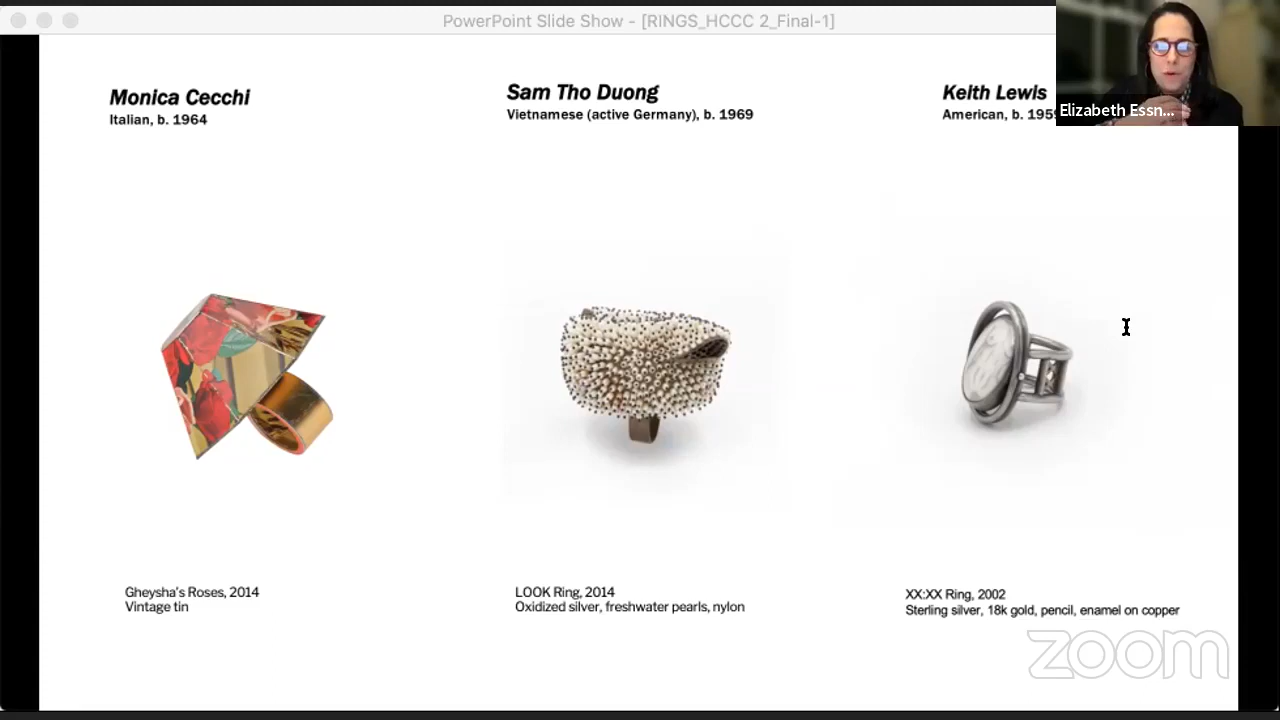 PowerPoint Slide Show - [RINGS_HCCC 2_Final-1]
Elizabeth Essn...
Monica Cecchi
Italian, b. 1964
Sam Tho Duong
Vietnamese (active Germany), b. 1969
Keith Lewis
American, b. 1959
Gheysha's Roses, 2014
Vintage tin
LOOK Ring, 2014
Oxidized silver, freshwater pearls, nylon
XX:XX Ring, 2002
Sterling silver, 18k gold, pencil, enamel on copper
zoom